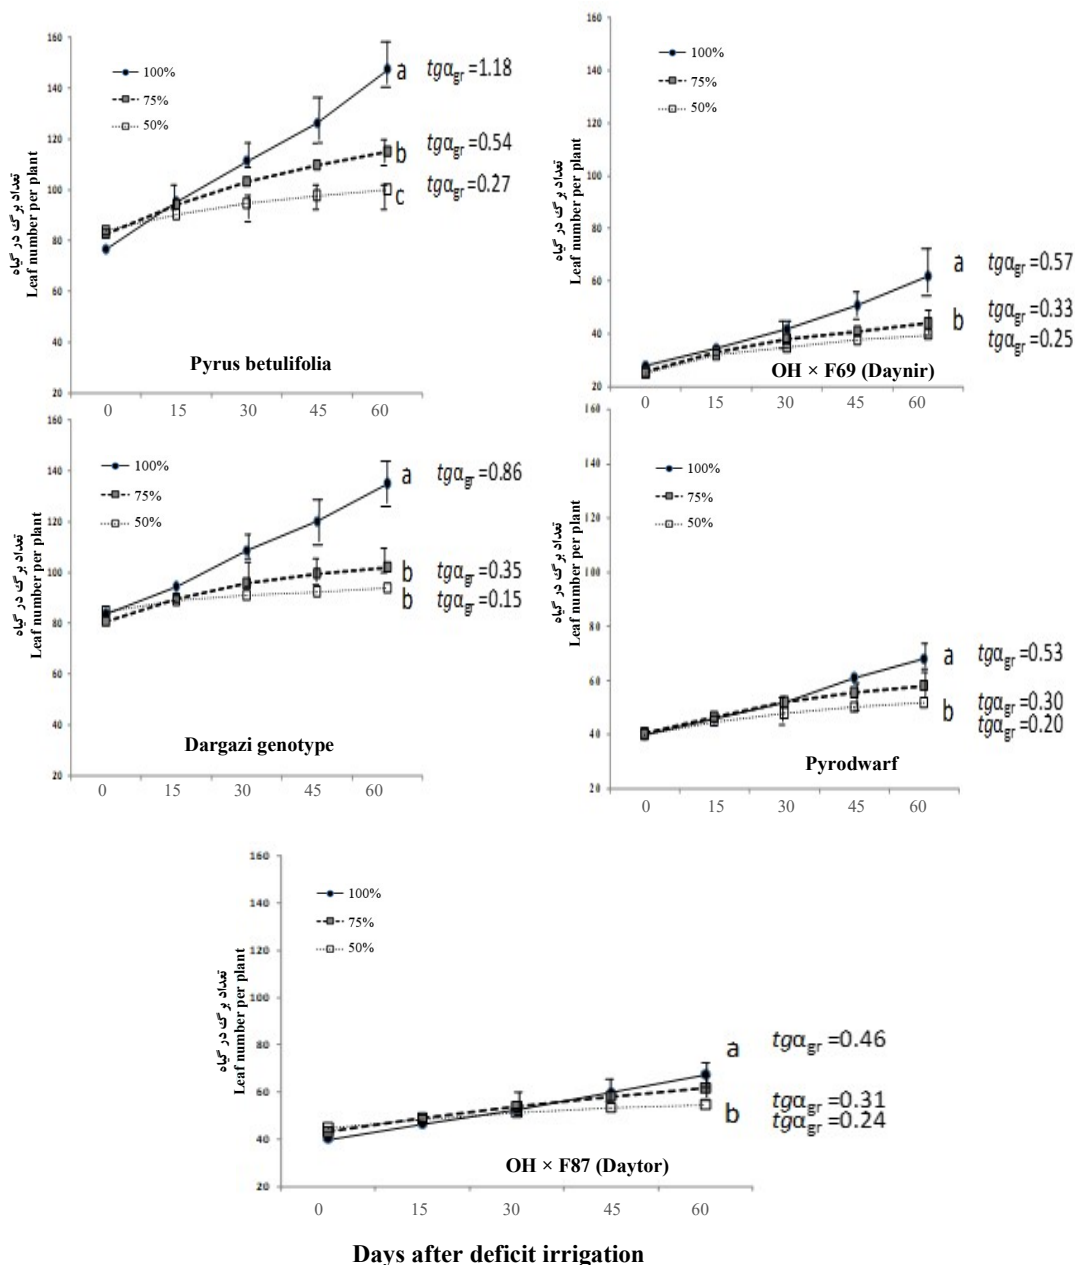 160
140
120
100
80
60
40
20
تعداد برگ در گیاه
Leaf number per plant
100%
75%
50%
a tgαgr =1.18
b tgαgr =0.54
c tgαgr =0.27
Pyrus betulifolia
0 15 30 45 60
160
140
120
100
80
60
40
20
تعداد برگ در گیاه
Leaf number per plant
100%
75%
50%
a tgαgr =0.57
b tgαgr =0.33
tgαgr =0.25
OH × F69 (Daynir)
0 15 30 45 60
160
140
120
100
80
60
40
20
تعداد برگ در گیاه
Leaf number per plant
100%
75%
50%
a tgαgr =0.86
b tgαgr =0.35
b tgαgr =0.15
Dargazi genotype
0 15 30 45 60
160
140
120
100
80
60
40
20
تعداد برگ در گیاه
Leaf number per plant
100%
75%
50%
a tgαgr =0.53
b tgαgr =0.30
tgαgr =0.20
Pyrodwarf
0 15 30 45 60
160
140
120
100
80
60
40
20
تعداد برگ در گیاه
Leaf number per plant
100%
75%
50%
a tgαgr =0.46
b tgαgr =0.31
tgαgr =0.24
OH × F87 (Daytor)
0 15 30 45 60
Days after deficit irrigation